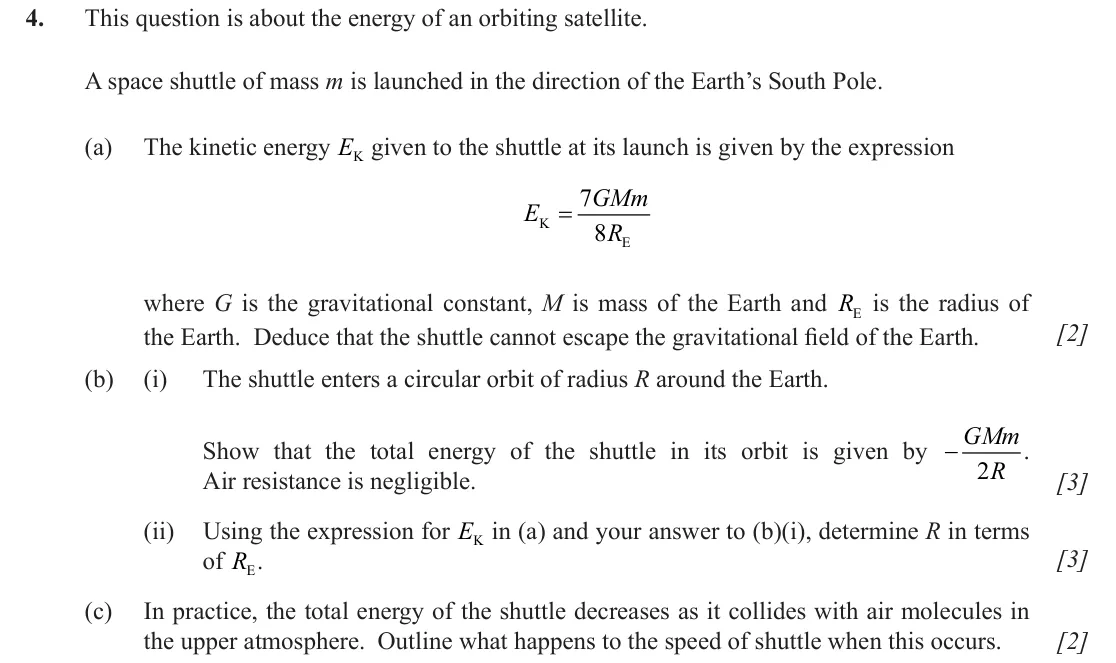 4. This question is about the energy of an orbiting satellite.
A space shuttle of mass m is launched in the direction of the Earth’s South Pole.
(a) The kinetic energy E_K given to the shuttle at its launch is given by the expression
E_K = 7GMm / 8R_E
where G is the gravitational constant, M is mass of the Earth and R_E is the radius of
the Earth. Deduce that the shuttle cannot escape the gravitational field of the Earth. [2]
(b) (i) The shuttle enters a circular orbit of radius R around the Earth.
Show that the total energy of the shuttle in its orbit is given by − GMm / 2R .
Air resistance is negligible. [3]
(ii) Using the expression for E_K in (a) and your answer to (b)(i), determine R in terms
of R_E. [3]
(c) In practice, the total energy of the shuttle decreases as it collides with air molecules in
the upper atmosphere. Outline what happens to the speed of shuttle when this occurs. [2]